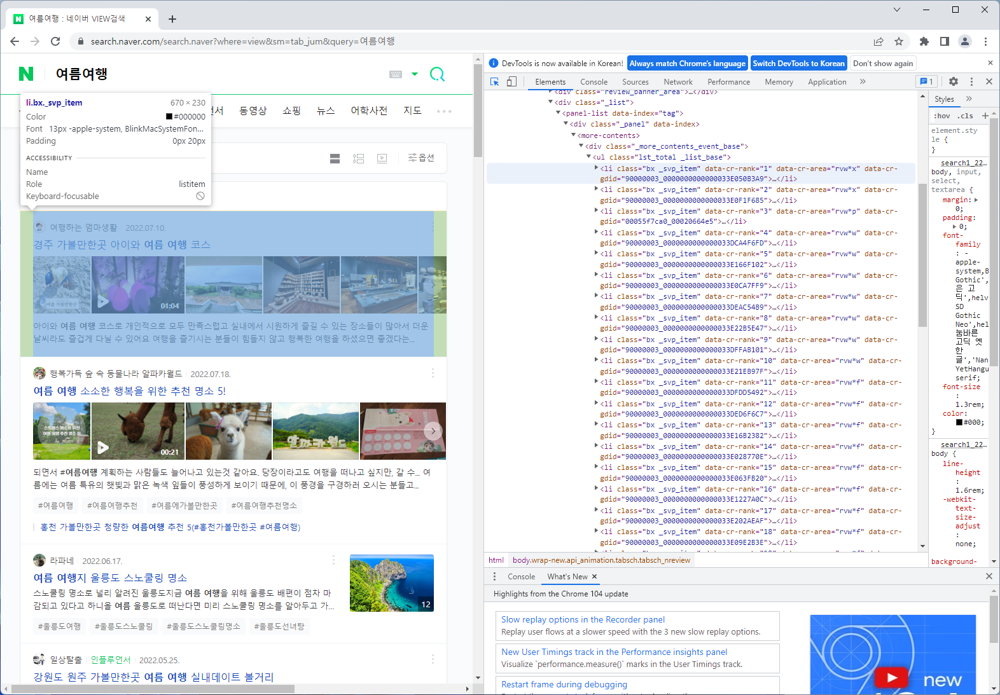 여름여행 : 네이버 VIEW검색
search.naver.com/search.naver?where=view&sm=tab_jum&query=여름여행
N 여름여행
동영상 쇼핑 뉴스 어학사전 지도
li.bx._svp_item 670 × 230
Color #000000
Font 13px -apple-system, BlinkMacSystemFon...
Padding 0px 20px
ACCESSIBILITY
Name
Role listitem
Keyboard-focusable
옵션
여행하는 엄마생활 2022.07.10.
경주 가볼만한곳 아이와 여름 여행 코스
01:04
아이와 여름 여행 코스로 개인적으로 모두 만족스럽고 실내에서 시원하게 즐길 수 있는 장소들이 많아서 더운
날씨라도 즐겁게 다닐 수 있어요 여행을 즐기시는 분들이 힘들지 않고 행복한 여행을 하셨으면 좋겠다는...
행복가득 숲 속 동물나라 알파카월드 2022.07.18.
여름 여행 소소한 행복을 위한 추천 명소 5!
00:21
알파카월드
되면서 #여름여행 계획하는 사람들도 늘어나고 있는것 같아요. 당장이라고도 여행을 떠나고 싶지만, 갈 수... 여
름에는 여름 특유의 햇빛과 맑은 녹색 잎들이 풍성하게 보이기 때문에, 이 풍경을 구경하러 오시는 분들고...
#여름여행 #여름여행추천 #여름에가볼만한곳 #여름여행추천명소
홍천 가볼만한곳 청량한 여름여행 추천 5(#홍천가볼만한곳 #여름여행)
라파네 2022.06.17.
여름 여행지 울릉도 스노쿨링 명소
스노쿨링 명소로 널리 알려진 울릉도지금 여름 여행을 위해 울릉도 배편이 점차 마
감되고 있다고 하니올 여름 울릉도로 떠난다면 미리 스노쿨링 명소를 알아두고 가...
12
#울릉도여행 #울릉도스노쿨링 #울릉도스노쿨링명소 #울릉도선녀탕
일상탈출 인플루언서 2022.05.25.
강원도 원주 가볼만한곳 여름 여행 실내데이트 볼거리
DevTools is now available in Korean! Always match Chrome's language Switch DevTools to Korean Don't show again
Elements Console Sources Network Performance Memory Application 1
<div class="review_banner_area">…</div>
<div class="_list">
<panel-list data-index="tag">
<div class="_panel" data-index>
<more-contents>
<div class="_more_contents_event_base">
<ul class="lst_total _list_base">
<li class="bx _svp_item" data-cr-rank="1" data-cr-area="rvw*x" data-cr-
gdid="90000003_0000000000000033E050B3A9">…</li>
<li class="bx _svp_item" data-cr-rank="2" data-cr-area="rvw*x" data-cr-
gdid="90000003_0000000000000033E0F1F685">…</li>
<li class="bx _svp_item" data-cr-rank="3" data-cr-area="rvw*p" data-cr-
gdid="00055f7ca0_00020664e5">…</li>
<li class="bx _svp_item" data-cr-rank="4" data-cr-area="rvw*w" data-cr-
gdid="90000003_0000000000000033DCA4F6FD">…</li>
<li class="bx _svp_item" data-cr-rank="5" data-cr-area="rvw*w" data-cr-
gdid="90000003_0000000000000033E166F102">…</li>
<li class="bx _svp_item" data-cr-rank="6" data-cr-area="rvw*w" data-cr-
gdid="90000003_0000000000000033E0CA7FF9">…</li>
<li class="bx _svp_item" data-cr-rank="7" data-cr-area="rvw*w" data-cr-
gdid="90000003_0000000000000033DEAC54B9">…</li>
<li class="bx _svp_item" data-cr-rank="8" data-cr-area="rvw*w" data-cr-
gdid="90000003_0000000000000033E22B5E47">…</li>
<li class="bx _svp_item" data-cr-rank="9" data-cr-area="rvw*w" data-cr-
gdid="90000003_0000000000000033DFFAB101">…</li>
<li class="bx _svp_item" data-cr-rank="10" data-cr-area="rvw*w" data-cr-
gdid="90000003_0000000000000033E21EB97F">…</li>
<li class="bx _svp_item" data-cr-rank="11" data-cr-area="rvw*f" data-cr-
gdid="90000003_0000000000000033DFDD5492">…</li>
<li class="bx _svp_item" data-cr-rank="12" data-cr-area="rvw*f" data-cr-
gdid="90000003_0000000000000033DED6F6C7">…</li>
<li class="bx _svp_item" data-cr-rank="13" data-cr-area="rvw*f" data-cr-
gdid="90000003_0000000000000033E16B2382">…</li>
<li class="bx _svp_item" data-cr-rank="14" data-cr-area="rvw*f" data-cr-
gdid="90000003_0000000000000033E028770E">…</li>
<li class="bx _svp_item" data-cr-rank="15" data-cr-area="rvw*f" data-cr-
gdid="90000003_0000000000000033E063FB20">…</li>
<li class="bx _svp_item" data-cr-rank="16" data-cr-area="rvw*f" data-cr-
gdid="90000003_0000000000000033E1227A0C">…</li>
<li class="bx _svp_item" data-cr-rank="17" data-cr-area="rvw*f" data-cr-
gdid="90000003_0000000000000033E202AEAF">…</li>
<li class="bx _svp_item" data-cr-rank="18" data-cr-area="rvw*f" data-cr-
gdid="90000003_0000000000000033E09E2B3E">…</li>
html body.wrap-new.api_animation.tabsch.tabsch_nreview
Styles
:hov .cls +
element.sty
le {
}
search1_22…
body, input,
select,
textarea {
margin:
0;
padding:
0;
font-
family
: -
apple-
system,B
Gothic',
은 고
딕',helv
SD
Gothic
Neo',hel
눔바른
고딕 옛
한
글','Nan
YetHangu
serif;
font-size
:
1.3rem;
color:
#000;
}
search1_22…
body {
line-
height
:
1.6rem;
-webkit-
text-
size-
adjust
:
none;
background-
Console What's New
Highlights from the Chrome 104 update
Slow replay options in the Recorder panel
Replay user flows at a slower speed with the 3 new slow replay options.
New User Timings track in the Performance insights panel
Visualize `performance.measure()` marks in the User Timings track.
Restart frame during debugging
new